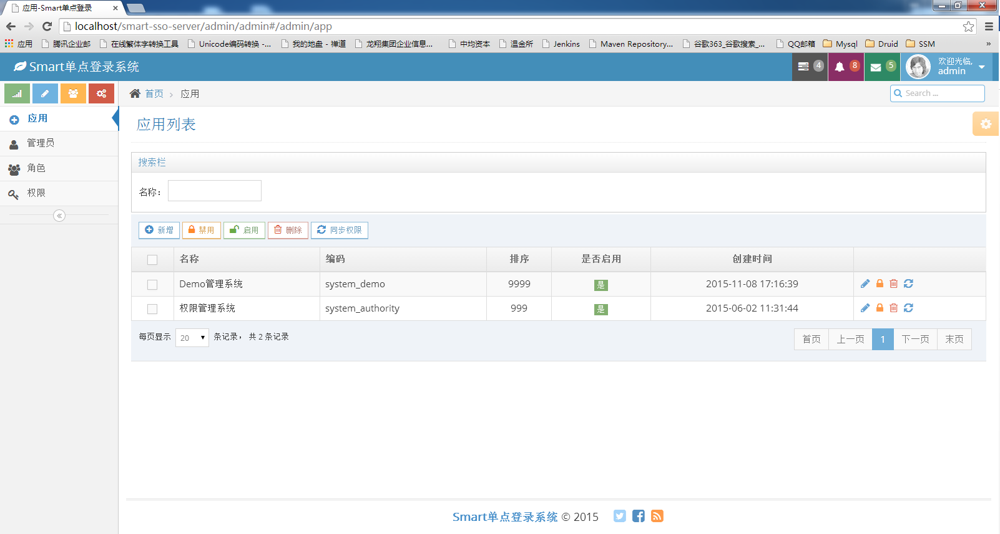 应用-Smart单点登录
localhost/smart-sso-server/admin/admin#/admin/app
应用 腾讯企业邮 在线繁体字转换工具 Unicode编码转换 -... 我的地盘 - 禅道 龙翔集团企业信息... 中均资本 温金所 Jenkins Maven Repository... 谷歌363_谷歌搜索_... QQ邮箱 Mysql Druid SSM »
Smart单点登录系统 4 8 5 欢迎光临, admin
首页 应用 Search ...
应用
管理员
角色
权限
应用列表
搜索栏
名称：
新增 禁用 启用 删除 同步权限
名称 编码 排序 是否启用 创建时间
Demo管理系统 system_demo 9999 是 2015-11-08 17:16:39
权限管理系统 system_authority 999 是 2015-06-02 11:31:44
每页显示 20 条记录， 共 2 条记录 首页 上一页 1 下一页 末页
Smart单点登录系统 © 2015